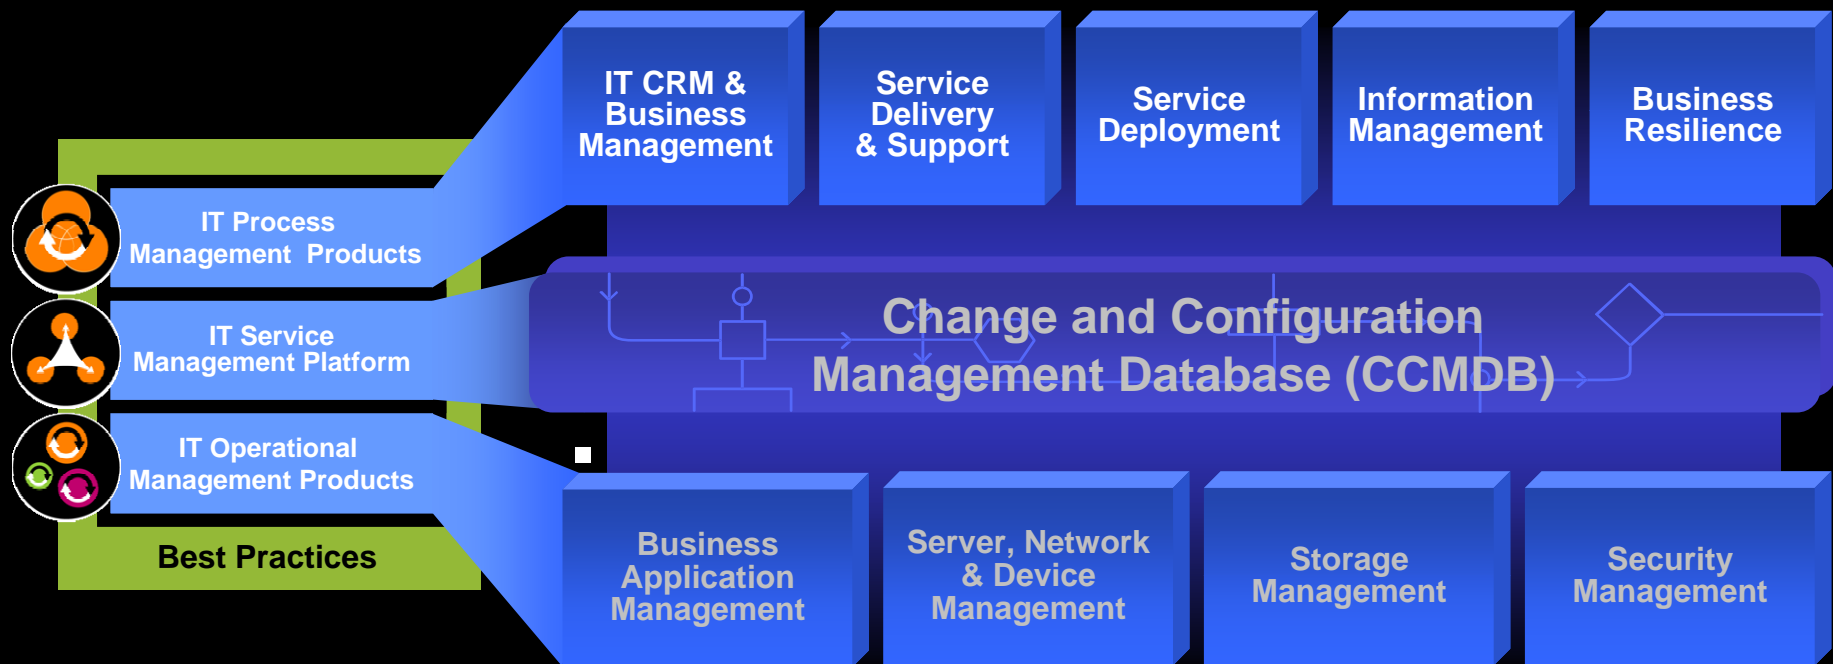 IT CRM &
Business
Management
Service
Delivery
& Support
Service
Deployment
Information
Management
Business
Resilience
IT Process
Management  Products
IT Service
Management Platform
IT Operational
Management Products
Best Practices
Change and Configuration
Management Database (CCMDB)
Business
Application
Management
Server, Network
& Device
Management
Storage
Management
Security
Management